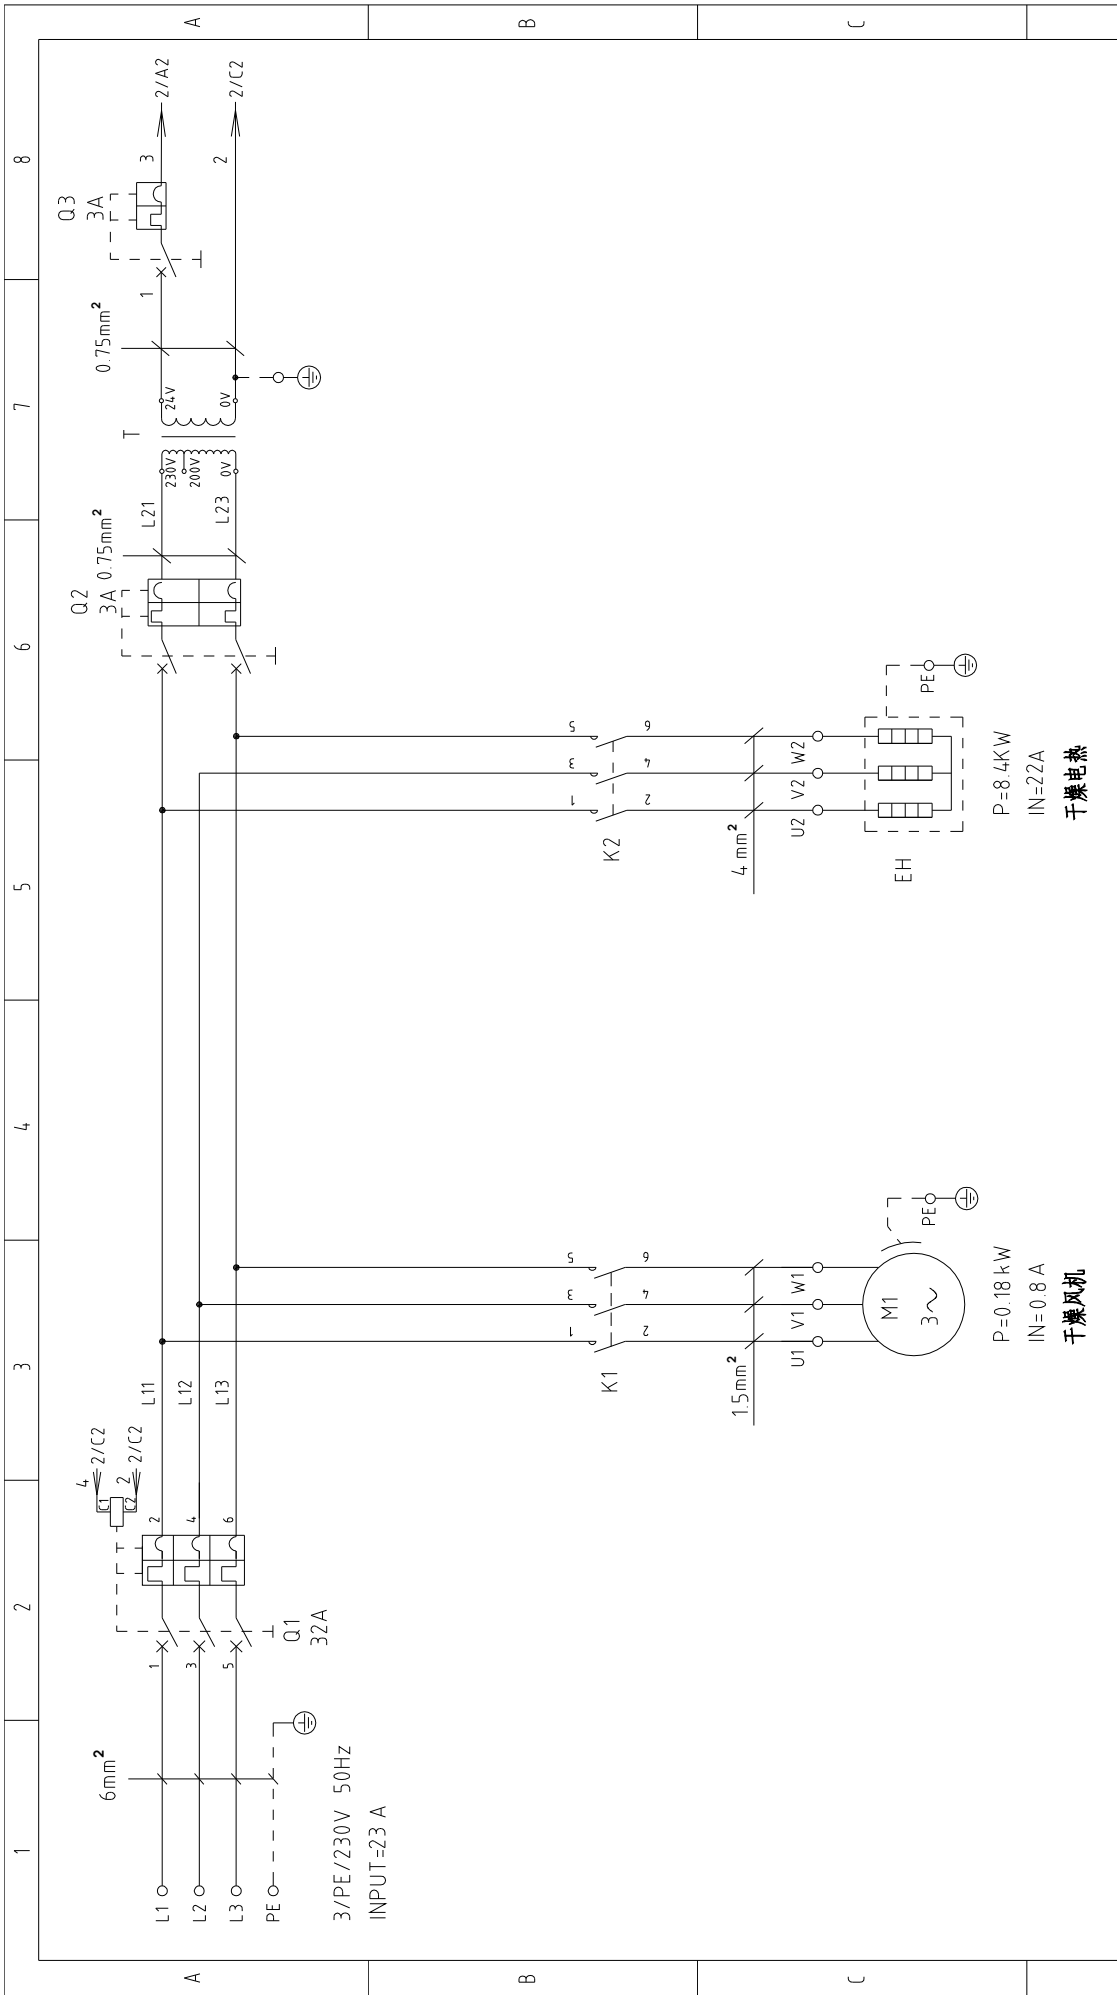 1 2 3 4 5 6 7 8
A
A
B
B
C
C
6mm²
L1
L2
L3
PE
3/PE/230V 50Hz
INPUT=23 A
4
2/C2
C1
2
2/C2
C2
1 2
3 4
5 6
Q1
32A
L11
L12
L13
1 3 5
K1
2 4 6
1.5mm²
U1 V1 W1
PE
M1
3~
P=0.18 kW
IN=0.8 A
干燥风机
1 3 5
K2
2 4 6
4 mm²
U2 V2 W2
PE
EH
P=8.4KW
IN=22A
干燥电热
Q2
3A
0.75mm²
L21
L23
T
230V
200V
0V
24V
0V
0.75mm²
1
Q3
3A
3
2/A2
2
2/C2